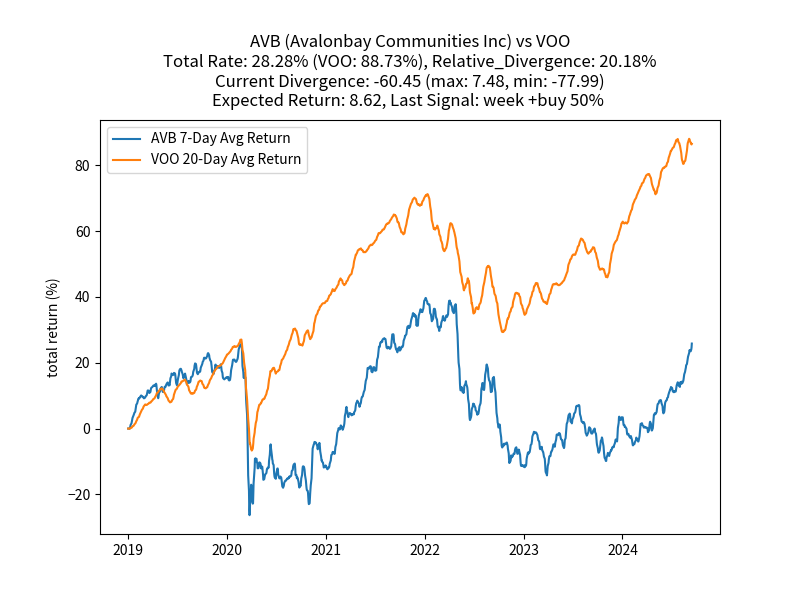 AVB (Avalonbay Communities Inc) vs VOO
Total Rate: 28.28% (VOO: 88.73%), Relative_Divergence: 20.18%
Current Divergence: -60.45 (max: 7.48, min: -77.99)
Expected Return: 8.62, Last Signal: week +buy 50%
AVB 7-Day Avg Return
VOO 20-Day Avg Return
total return (%)
80
60
40
20
0
−20
2019 2020 2021 2022 2023 2024